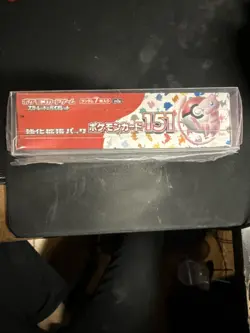 ポケモンカードゲーム
スカーレット&バイオレット
強化拡張パック ポケモンカード151